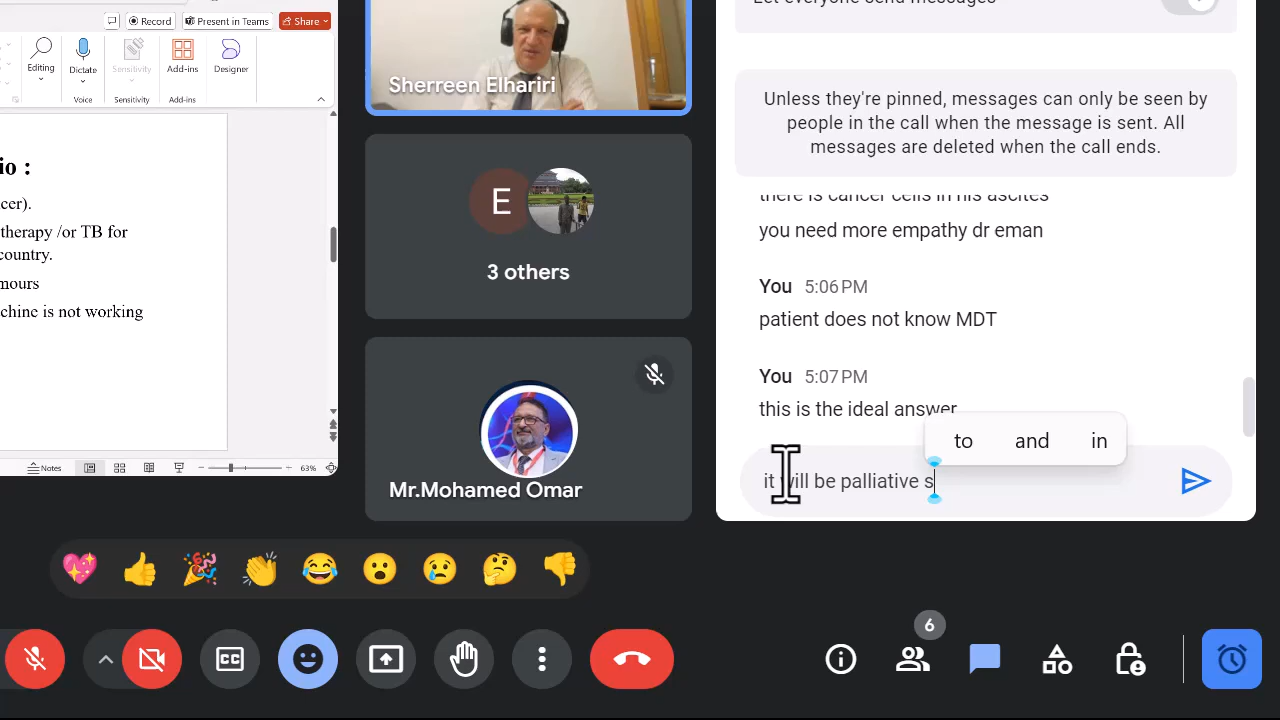 Record
Present in Teams
Share
Editing
Dictate
Sensitivity
Add-ins
Designer
Voice
Sensitivity
Add-ins
io :
cer).
therapy /or TB for
country.
mours
chine is not working
Notes
63%
Sherreen Elhariri
E
3 others
Mr.Mohamed Omar
Let everyone send messages
Unless they're pinned, messages can only be seen by
people in the call when the message is sent. All
messages are deleted when the call ends.
there is cancer cells in his ascites
you need more empathy dr eman
You 5:06 PM
patient does not know MDT
You 5:07 PM
this is the ideal answer
to and in
it will be palliative s
CC
6